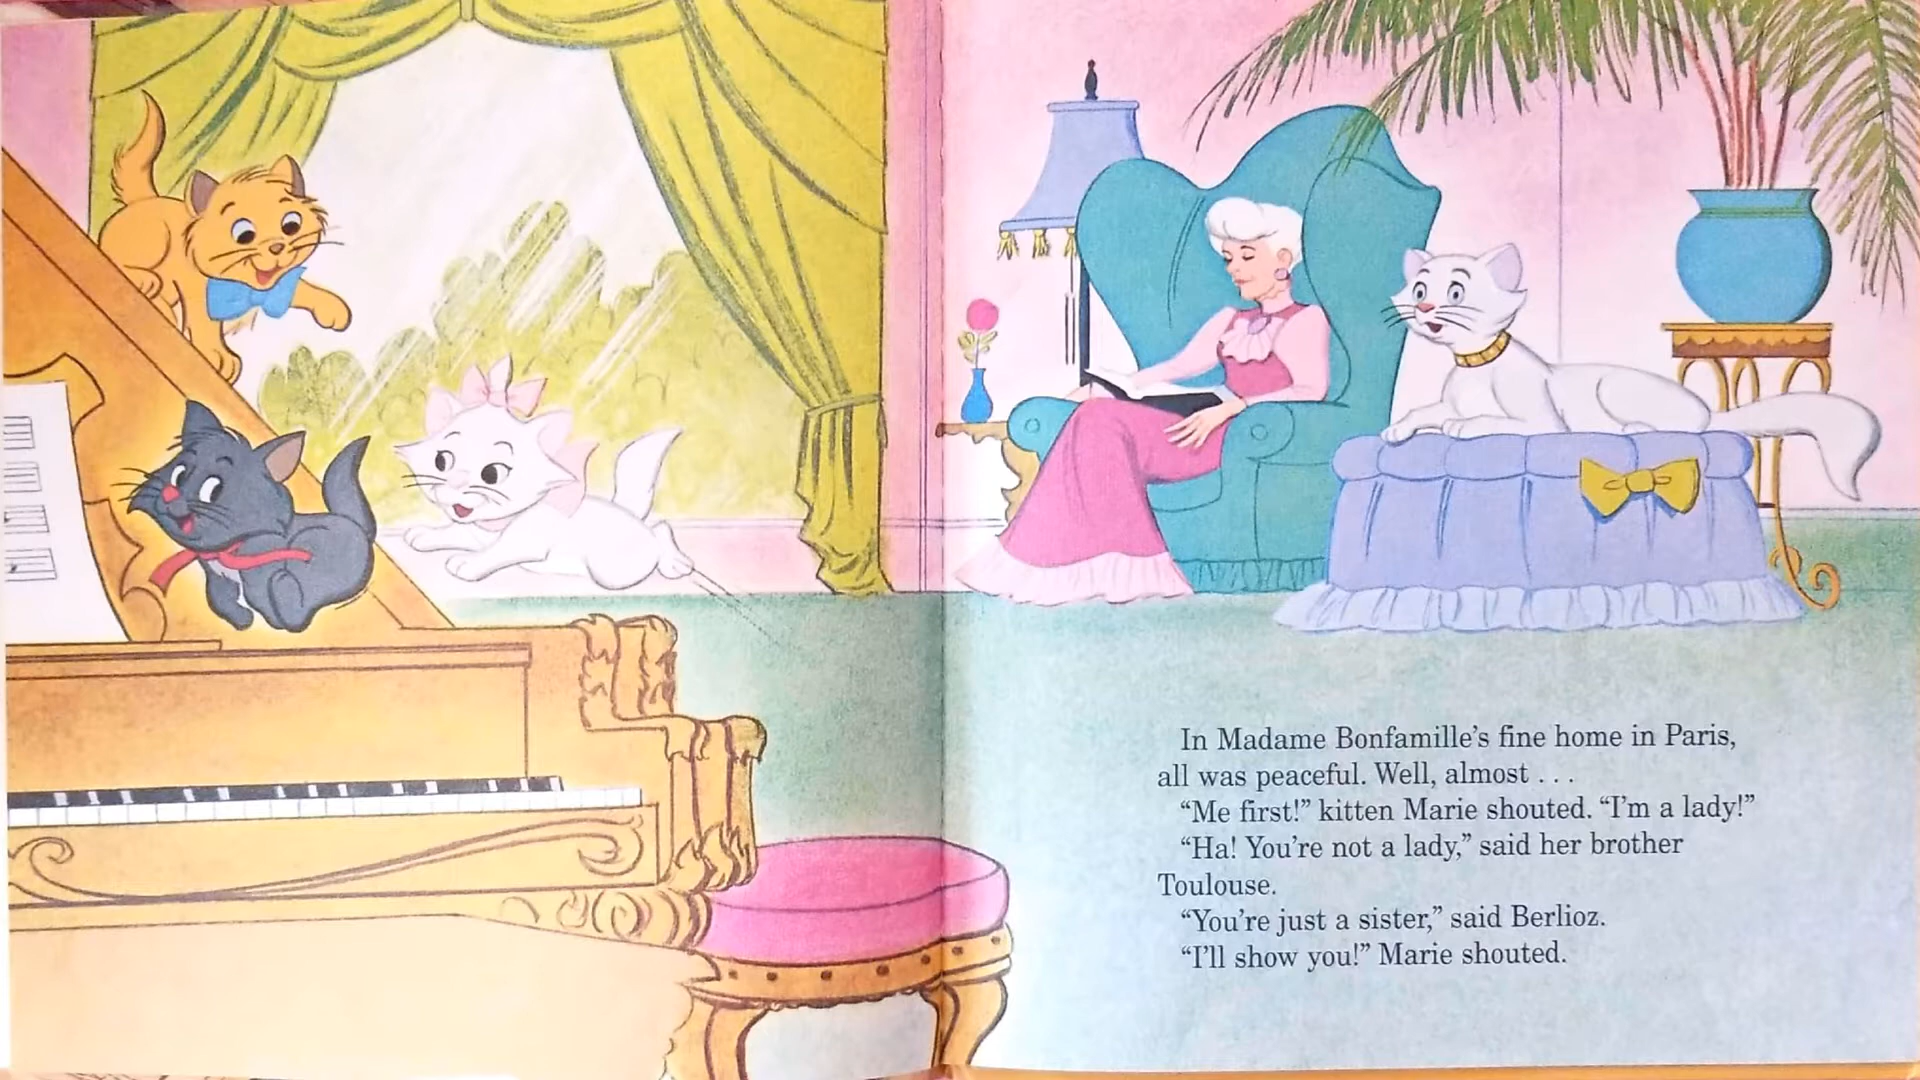 In Madame Bonfamille’s fine home in Paris,
all was peaceful. Well, almost . . .
“Me first!” kitten Marie shouted. “I’m a lady!”
“Ha! You’re not a lady,” said her brother
Toulouse.
“You’re just a sister,” said Berlioz.
“I’ll show you!” Marie shouted.